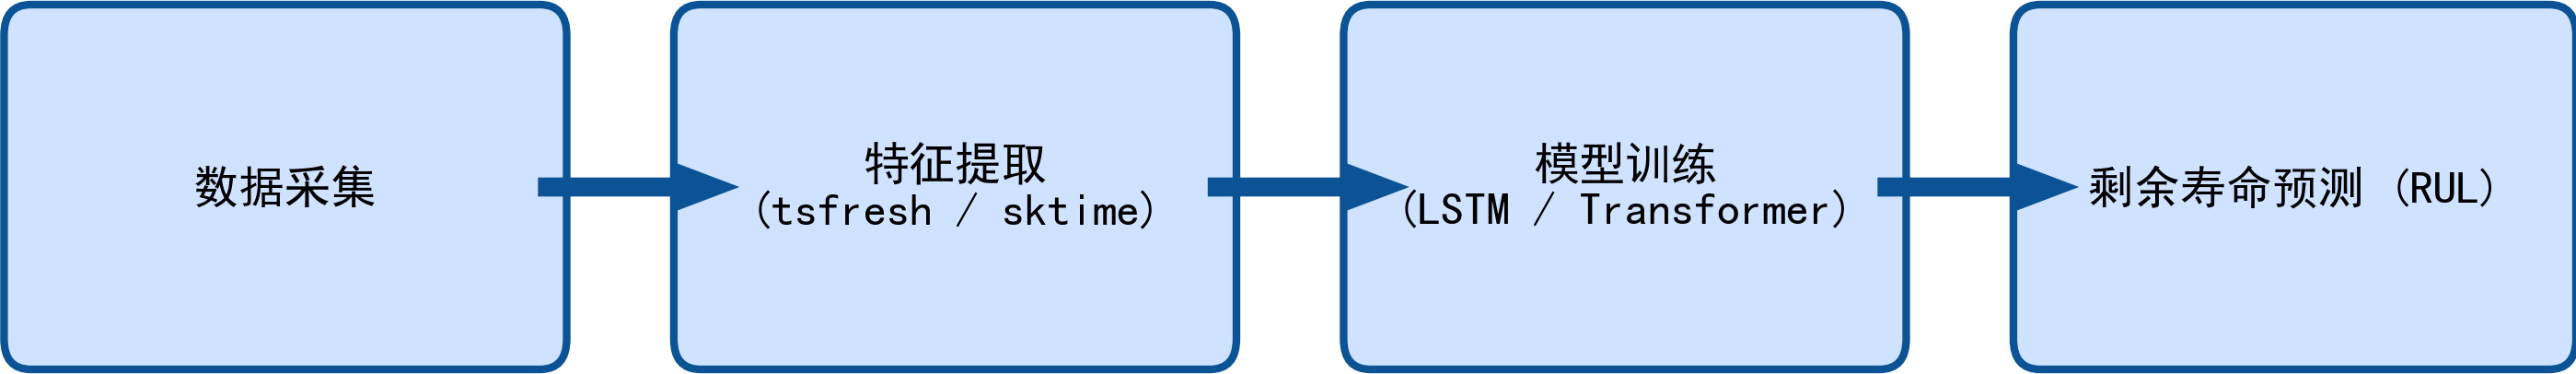 数据采集
特征提取
(tsfresh / sktime)
模型训练
(LSTM / Transformer)
剩余寿命预测 (RUL)